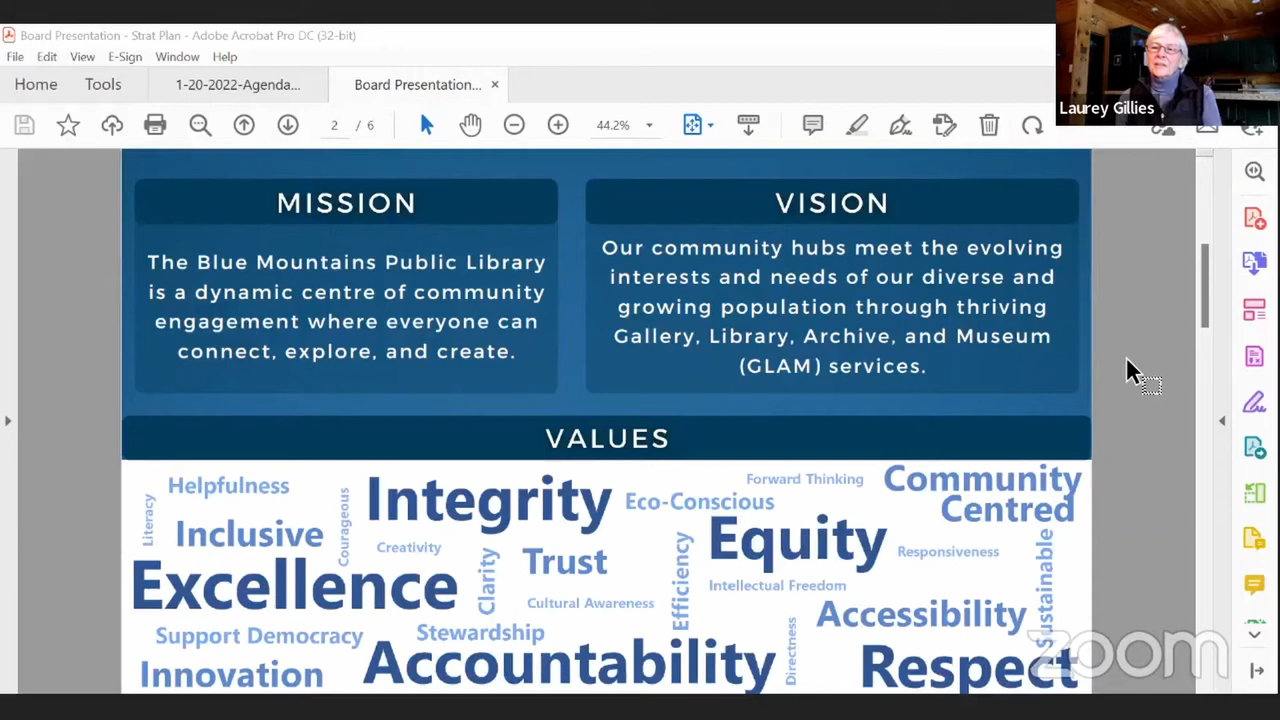 Board Presentation - Strat Plan - Adobe Acrobat Pro DC (32-bit)
File Edit View E-Sign Window Help
Home Tools 1-20-2022-Agenda... Board Presentation... ×
2 / 6 44.2%
Laurey Gillies
MISSION
The Blue Mountains Public Library
is a dynamic centre of community
engagement where everyone can
connect, explore, and create.
VISION
Our community hubs meet the evolving
interests and needs of our diverse and
growing population through thriving
Gallery, Library, Archive, and Museum
(GLAM) services.
VALUES
Helpfulness
Literacy
Inclusive
Courageous
Integrity
Creativity
Eco-Conscious
Forward Thinking
Community
Centred
Equity
Trust
Responsiveness
Excellence
Clarity
Efficiency
Intellectual Freedom
Cultural Awareness
Sustainable
Accessibility
Support Democracy
Stewardship
Directness
Innovation
Accountability
Respect
zoom